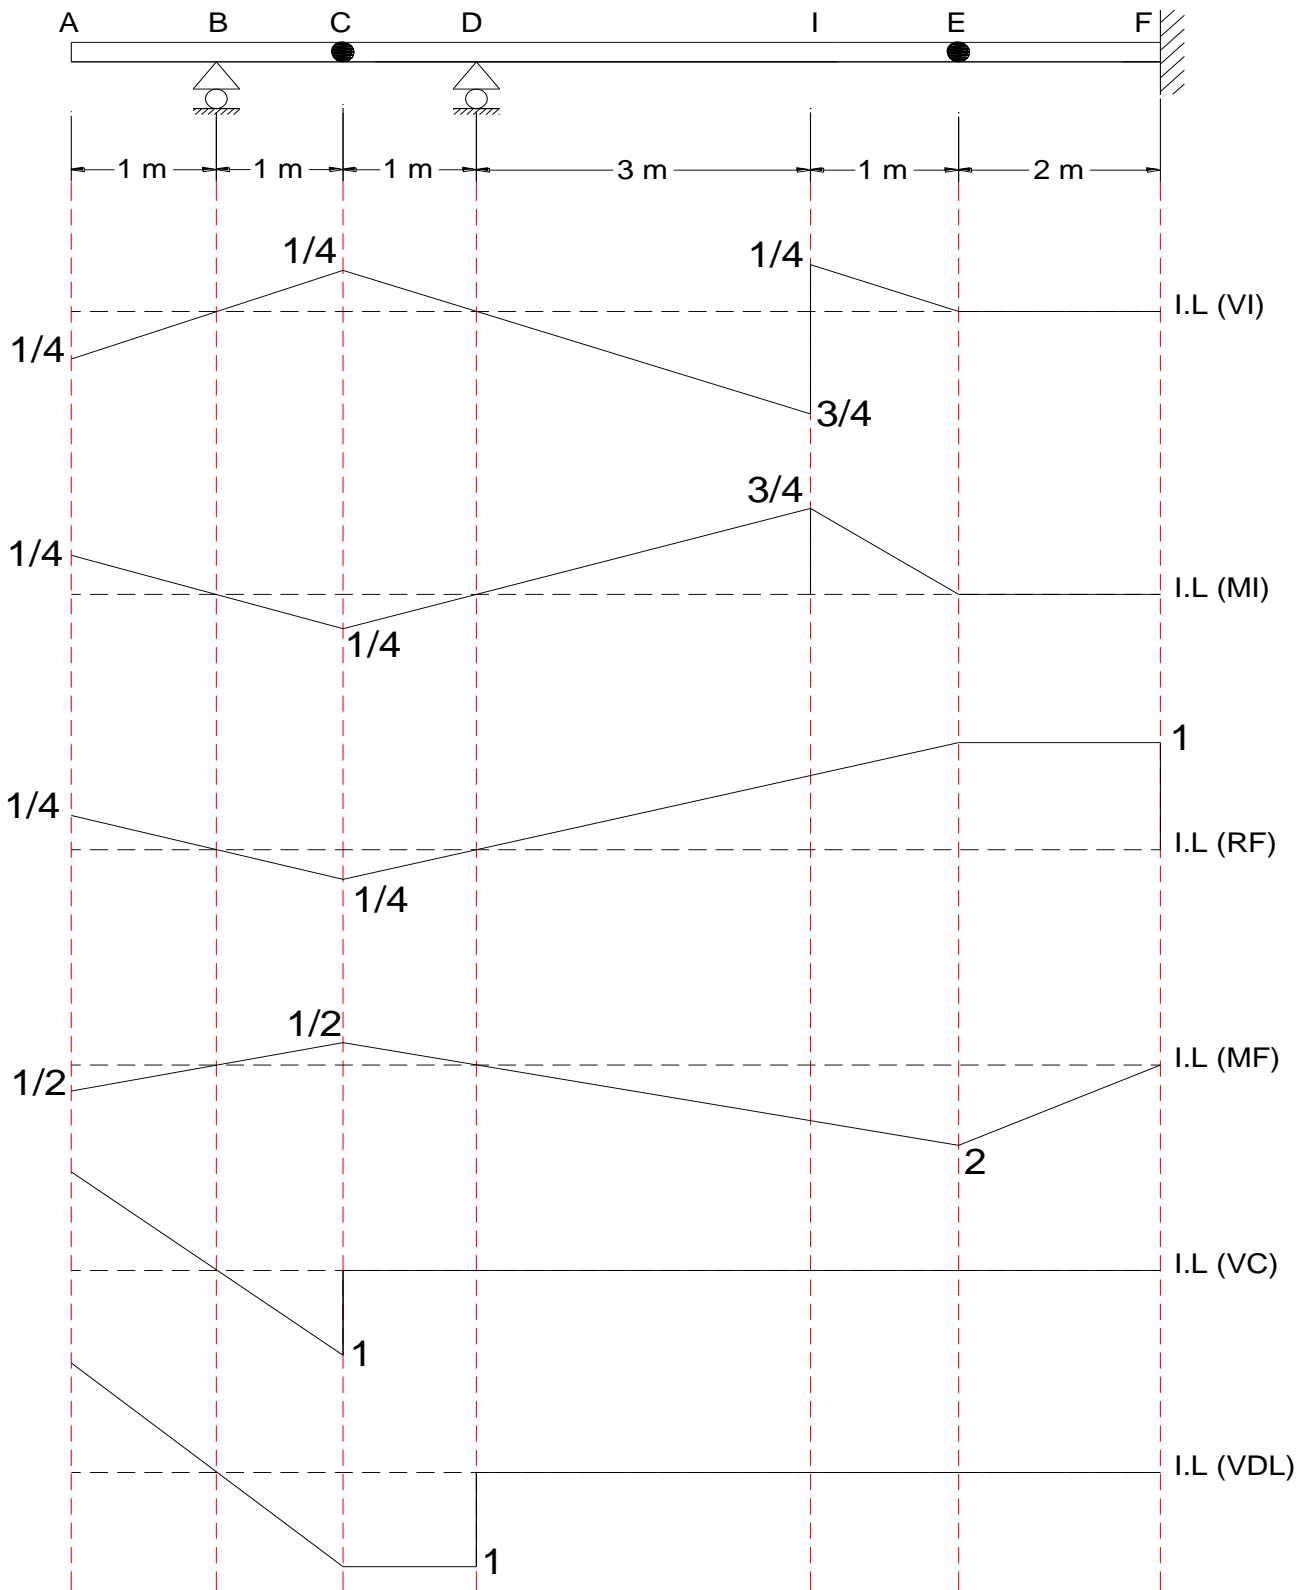 A B C D I E F
1 m 1 m 1 m 3 m 1 m 2 m
1/4 1/4 1/4 3/4 I.L (VI)
1/4 1/4 3/4 I.L (MI)
1/4 1/4 1 I.L (RF)
1/2 1/2 2 I.L (MF)
1 I.L (VC)
1 I.L (VDL)